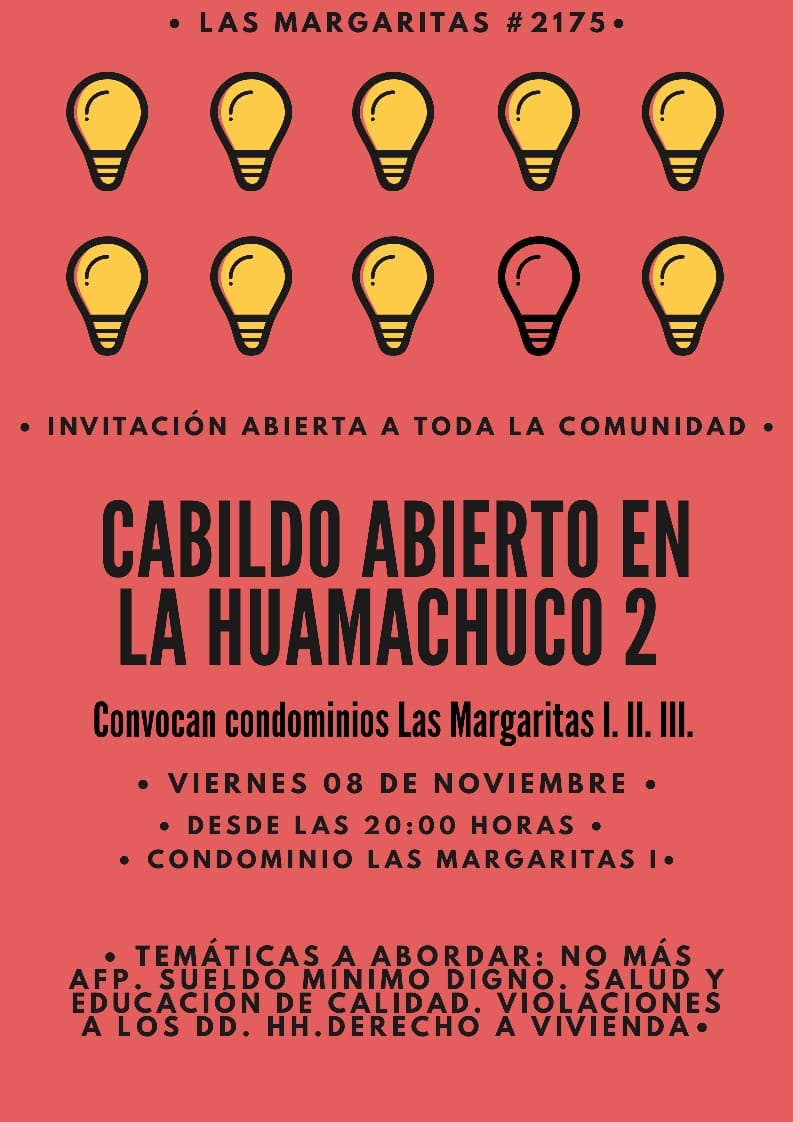 • LAS MARGARITAS #2175•
• INVITACIÓN ABIERTA A TODA LA COMUNIDAD •
CABILDO ABIERTO EN
LA HUAMACHUCO 2
Convocan condominios Las Margaritas I. II. III.
• VIERNES 08 DE NOVIEMBRE •
• DESDE LAS 20:00 HORAS •
• CONDOMINIO LAS MARGARITAS I•
• TEMÁTICAS A ABORDAR: NO MÁS
AFP. SUELDO MÍNIMO DIGNO. SALUD Y
EDUCACIÓN DE CALIDAD. VIOLACIONES
A LOS DD. HH.DERECHO A VIVIENDA•